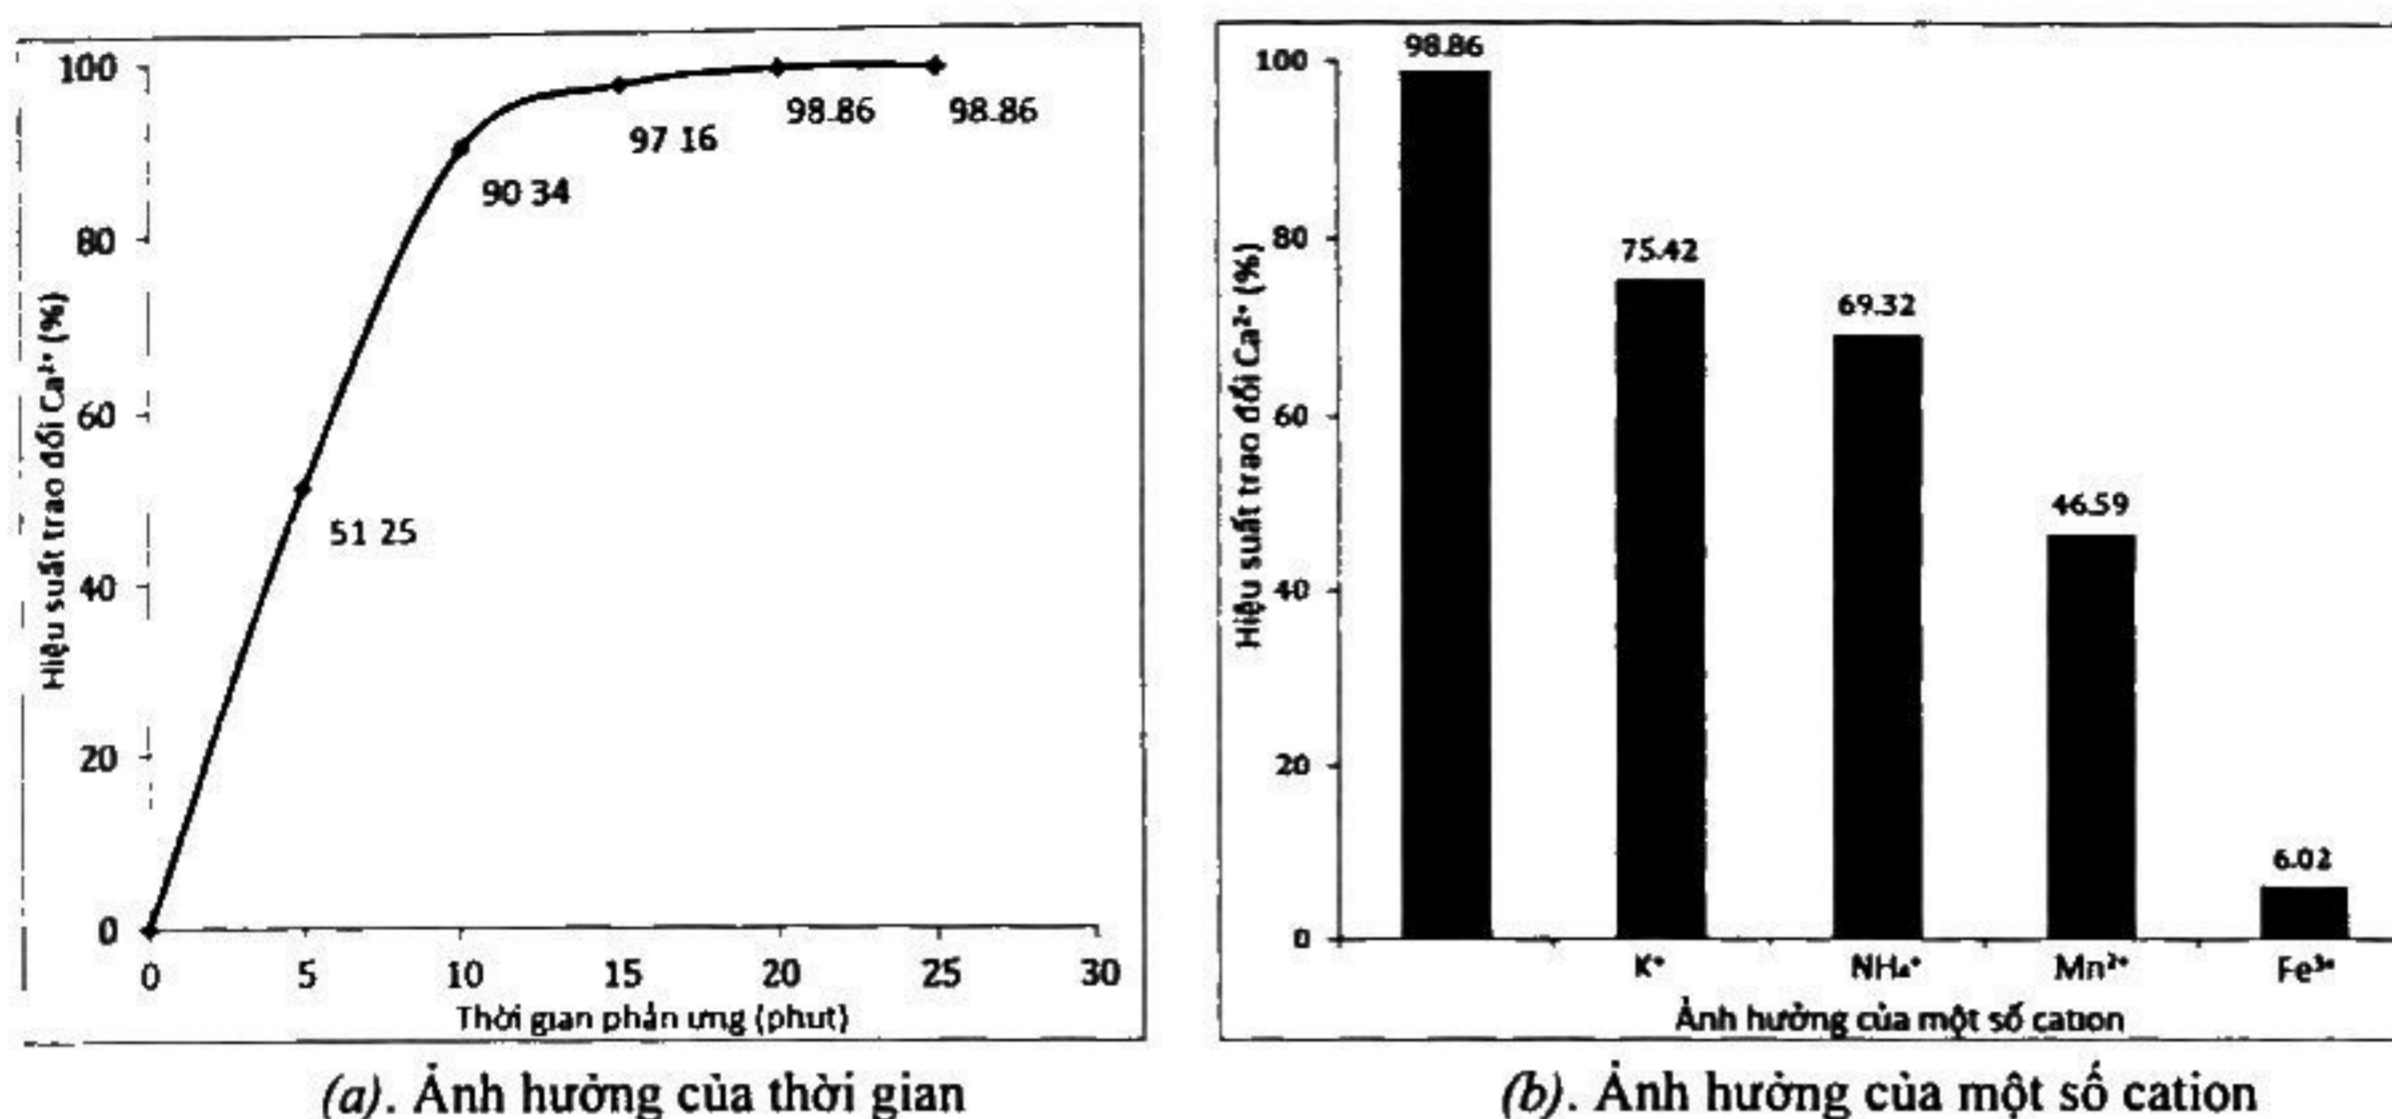 100
80
60
40
20
0
Hiệu suất trao đổi Ca²⁺ (%)
51 25
90 34
97 16
98.86
98.86
0 5 10 15 20 25 30
Thời gian phản ưng (phut)
(a). Ảnh hưởng của thời gian
100
80
60
40
20
0
Hiệu suất trao đổi Ca²⁺ (%)
98.86
75.42
69.32
46.59
6.02
K⁺ NH₄⁺ Mn²⁺ Fe³⁺
Ảnh hưởng của một số cation
(b). Ảnh hưởng của một số cation